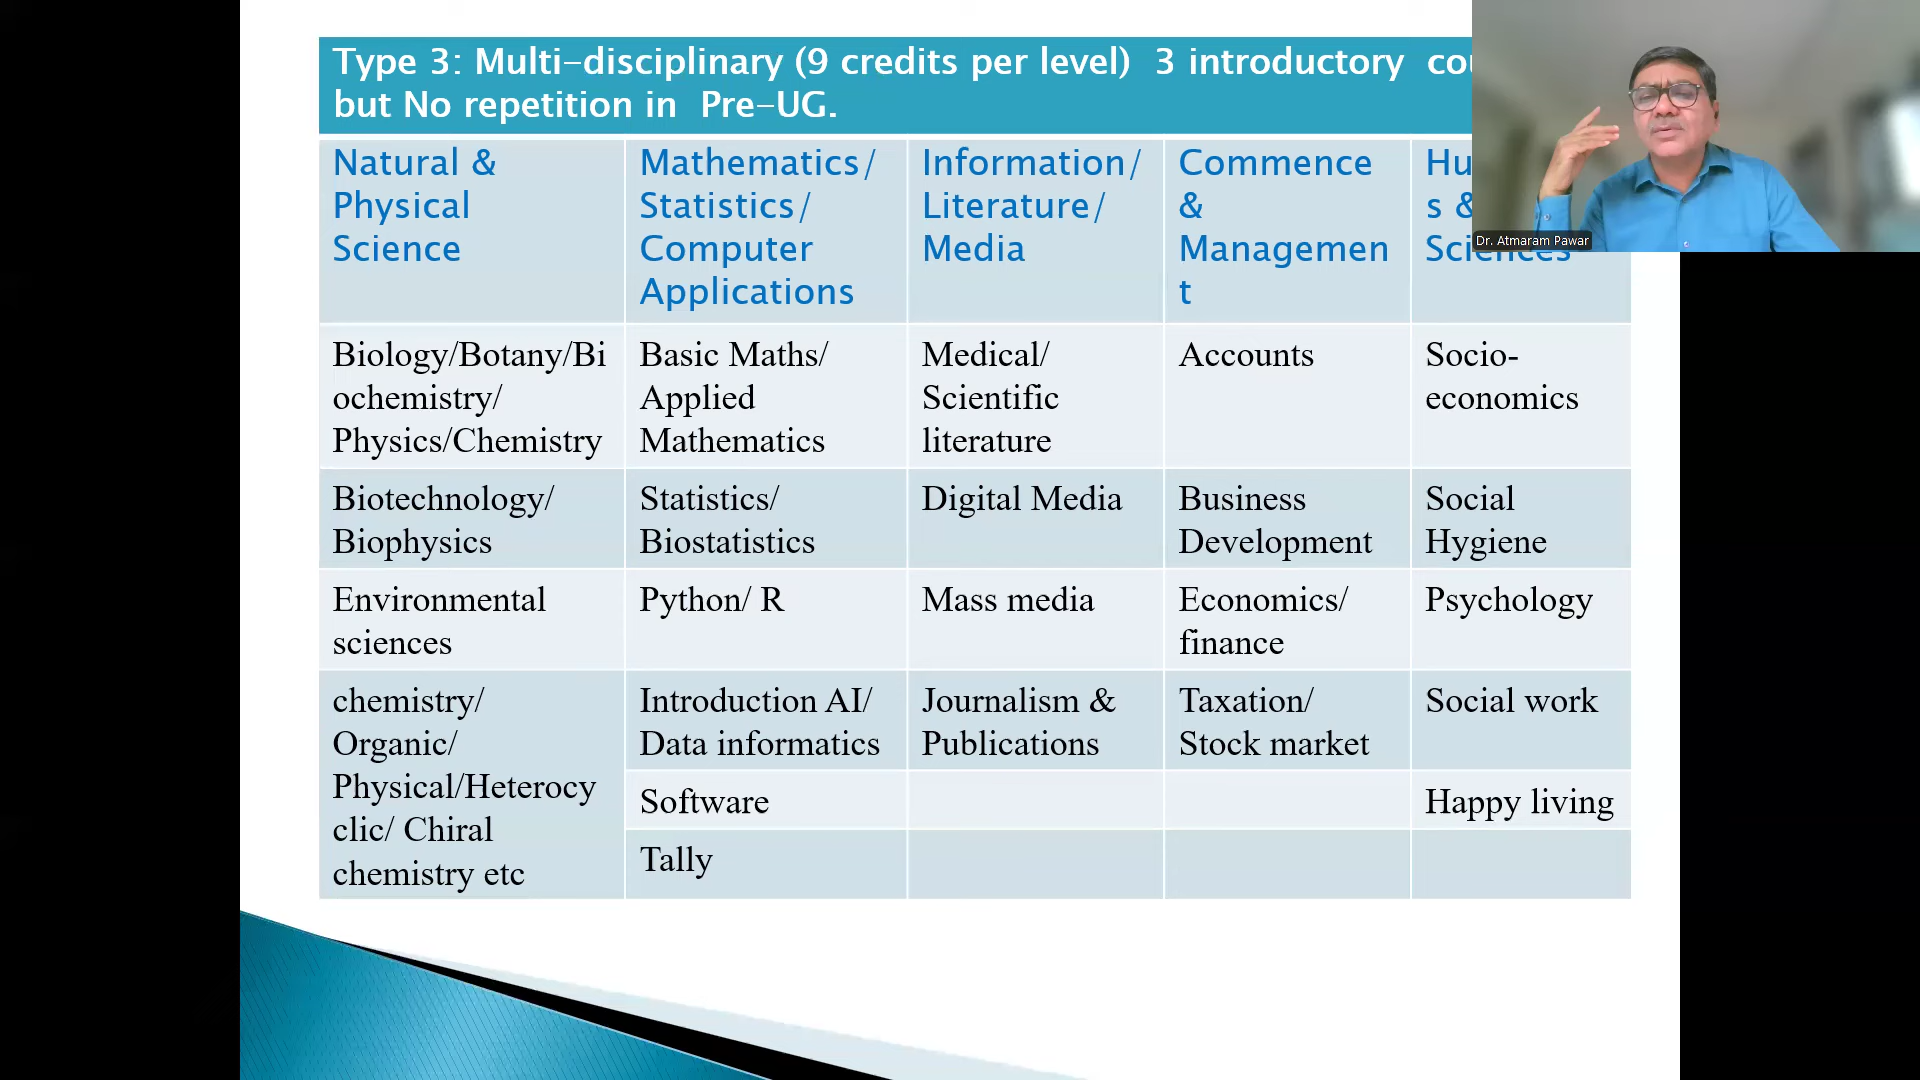 Type 3: Multi-disciplinary (9 credits per level) 3 introductory
but No repetition in Pre-UG.
Natural &
Physical
Science
Mathematics/
Statistics/
Computer
Applications
Information/
Literature/
Media
Commence
&
Managemen
t
s &
Sciences
Dr. Atmaram Pawar
Biology/Botany/Bi
ochemistry/
Physics/Chemistry
Basic Maths/
Applied
Mathematics
Medical/
Scientific
literature
Accounts
Socio-
economics
Biotechnology/
Biophysics
Statistics/
Biostatistics
Digital Media
Business
Development
Social
Hygiene
Environmental
sciences
Python/ R
Mass media
Economics/
finance
Psychology
chemistry/
Organic/
Physical/Heterocy
clic/ Chiral
chemistry etc
Introduction AI/
Data informatics
Journalism &
Publications
Taxation/
Stock market
Social work
Software
Happy living
Tally